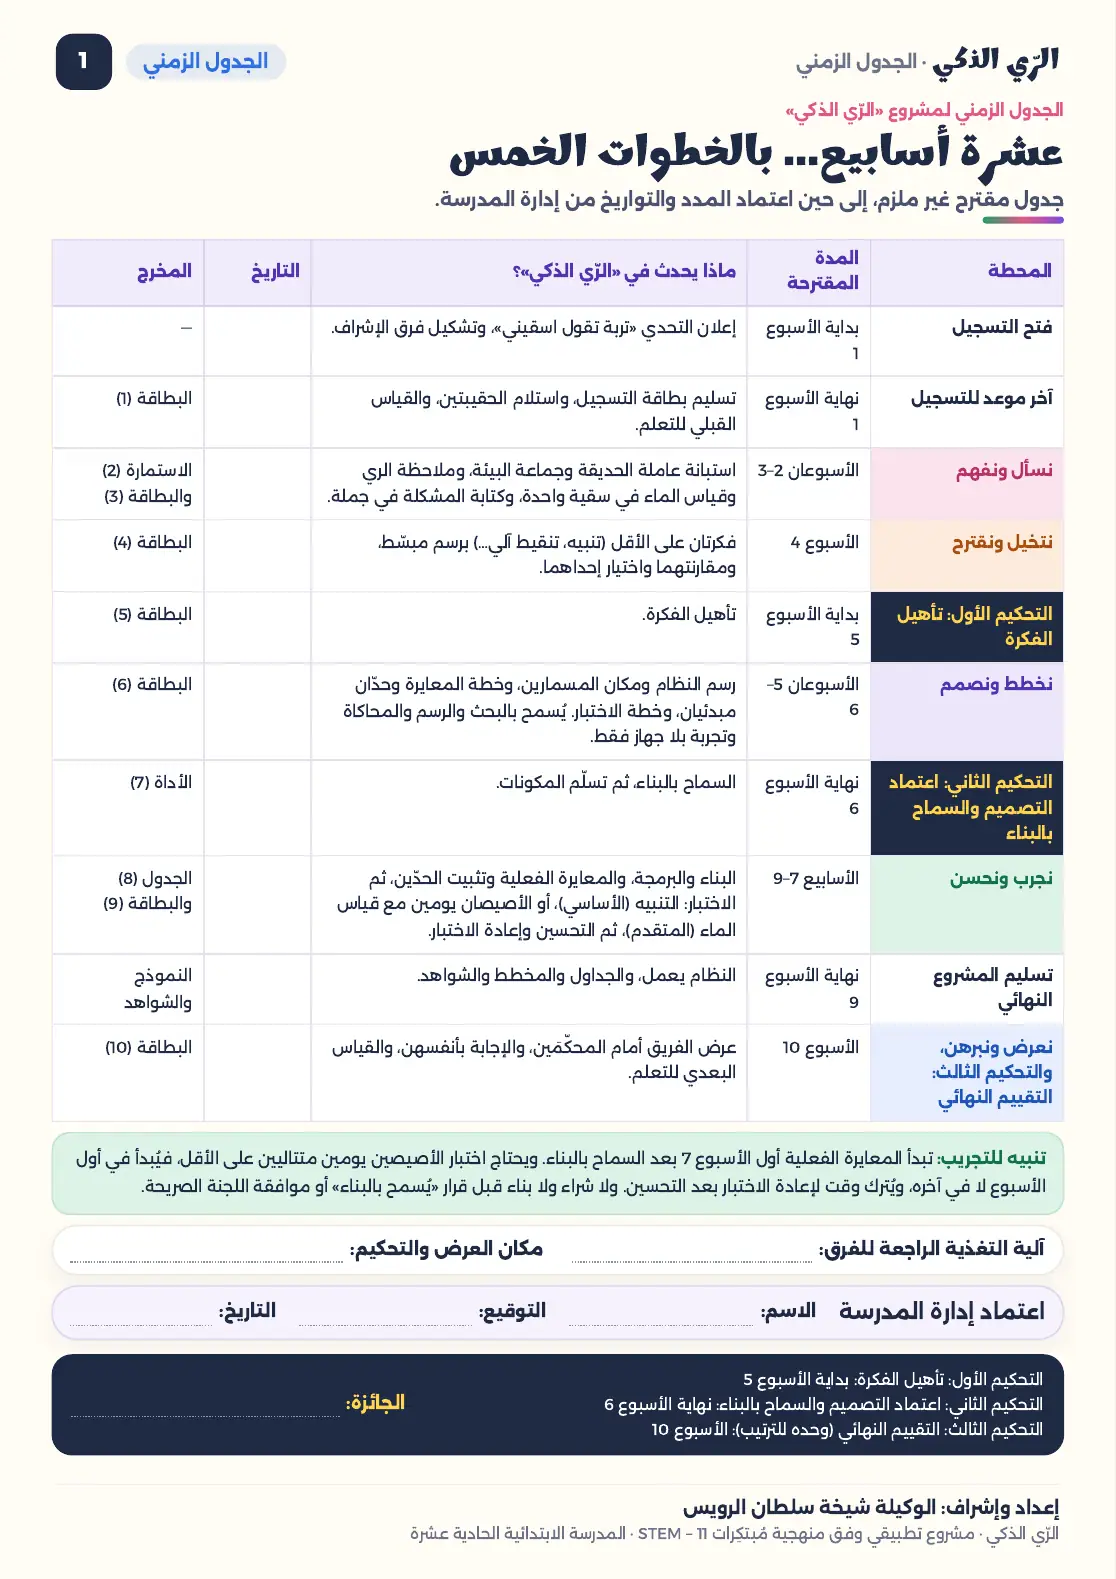 الرّي الذكي · الجدول الزمني
الجدول الزمني
1
الجدول الزمني لمشروع «الرّي الذكي»
عشرة أسابيع... بالخطوات الخمس
جدول مقترح غير ملزم، إلى حين اعتماد المدد والتواريخ من إدارة المدرسة.
المحطة
المدة
المقترحة
ماذا يحدث في «الرّي الذكي»؟
التاريخ
المخرج
فتح التسجيل
بداية الأسبوع
1
إعلان التحدي «تربة تقول اسقيني»، وتشكيل فرق الإشراف.
—
آخر موعد للتسجيل
نهاية الأسبوع
1
تسليم بطاقة التسجيل، واستلام الحقيبتين، والقياس
القبلي للتعلم.
البطاقة (1)
نسأل ونفهم
الأسبوعان 2–3
استبانة عاملة الحديقة وجماعة البيئة، وملاحظة الري
وقياس الماء في سقية واحدة، وكتابة المشكلة في جملة.
الاستمارة (2)
والبطاقة (3)
نتخيل ونقترح
الأسبوع 4
فكرتان على الأقل (تنبيه، تنقيط آلي...) برسم مبسّط،
ومقارنتهما واختيار إحداهما.
البطاقة (4)
التحكيم الأول: تأهيل
الفكرة
بداية الأسبوع
5
تأهيل الفكرة.
البطاقة (5)
نخطط ونصمم
الأسبوعان 5–
6
رسم النظام ومكان المسمارين، وخطة المعايرة وحدّان
مبدئيان، وخطة الاختبار. يُسمح بالبحث والرسم والمحاكاة
وتجربة بلا جهاز فقط.
البطاقة (6)
التحكيم الثاني: اعتماد
التصميم والسماح
بالبناء
نهاية الأسبوع
6
السماح بالبناء، ثم تسلّم المكونات.
الأداة (7)
نجرب ونحسن
الأسابيع 7–9
البناء والبرمجة، والمعايرة الفعلية وتثبيت الحدّين، ثم
الاختبار: التنبيه (الأساسي)، أو الأصيصان يومين مع قياس
الماء (المتقدم)، ثم التحسين وإعادة الاختبار.
الجدول (8)
والبطاقة (9)
تسليم المشروع
النهائي
نهاية الأسبوع
9
النظام يعمل، والجداول والمخطط والشواهد.
النموذج
والشواهد
نعرض ونبرهن،
والتحكيم الثالث:
التقييم النهائي
الأسبوع 10
عرض الفريق أمام المحكّمَين، والإجابة بأنفسهن، والقياس
البعدي للتعلم.
البطاقة (10)
تنبيه للتجريب: تبدأ المعايرة الفعلية أول الأسبوع 7 بعد السماح بالبناء. ويحتاج اختبار الأصيصين يومين متتاليين على الأقل، فيُبدأ في أول
الأسبوع لا في آخره، ويُترك وقت لإعادة الاختبار بعد التحسين. ولا شراء ولا بناء قبل قرار «يُسمح بالبناء» أو موافقة اللجنة الصريحة.
آلية التغذية الراجعة للفرق:
مكان العرض والتحكيم:
اعتماد إدارة المدرسة
الاسم:
التوقيع:
التاريخ:
التحكيم الأول: تأهيل الفكرة: بداية الأسبوع 5
التحكيم الثاني: اعتماد التصميم والسماح بالبناء: نهاية الأسبوع 6
التحكيم الثالث: التقييم النهائي (وحده للترتيب): الأسبوع 10
الجائزة:
إعداد وإشراف: الوكيلة شيخة سلطان الرويس
الرّي الذكي · مشروع تطبيقي وفق منهجية مُبتكِرات STEM – 11 · المدرسة الابتدائية الحادية عشرة